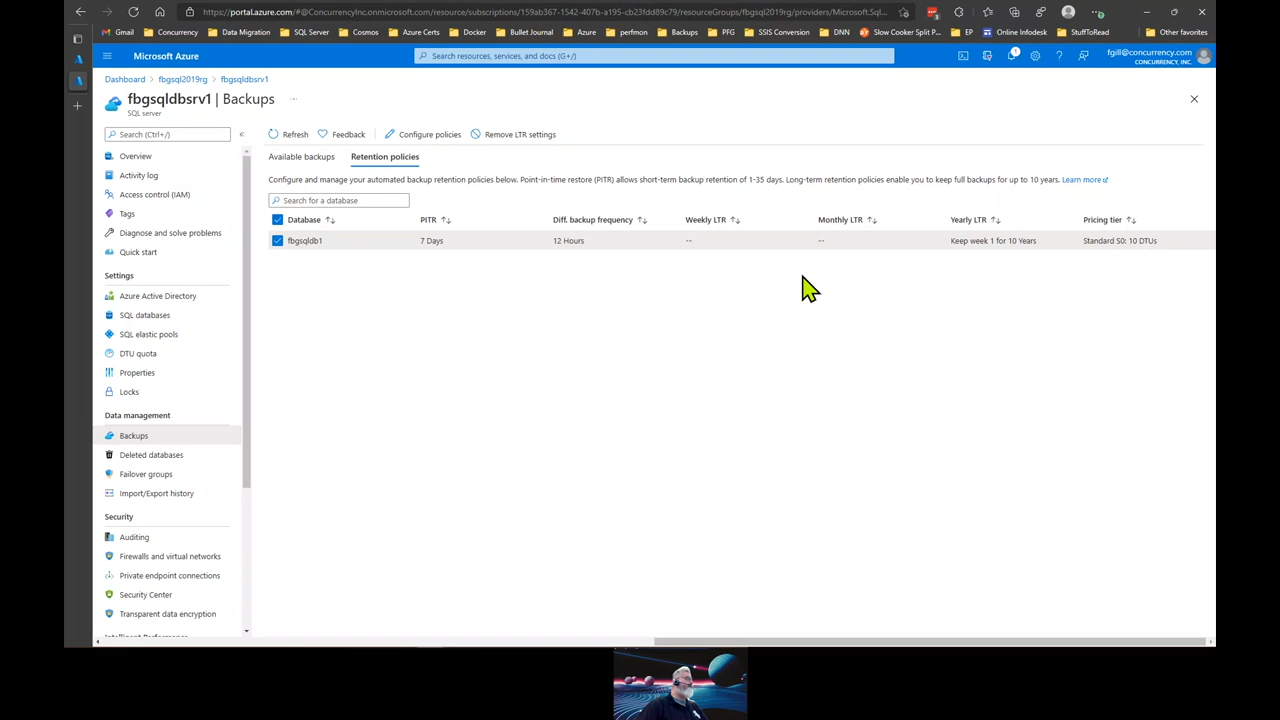 https://portal.azure.com/#@ConcurrencyInc.onmicrosoft.com/resource/subscriptions/159ab367-1542-407b-a195-cb23fdd89c79/resourceGroups/fbgsql2019rg/providers/Microsoft.Sql...
Gmail Concurrency Data Migration SQL Server Cosmos Azure Certs Docker Bullet Journal Azure perfmon Backups PFG SSIS Conversion DNN Slow Cooker Split P... EP Online Infodesk StuffToRead Other favorites
Microsoft Azure
Search resources, services, and docs (G+/)
1
fgill@concurrency.com
CONCURRENCY, INC.
Dashboard > fbgsql2019rg > fbgsqldbsrv1
fbgsqldbsrv1 | Backups ...
SQL server
Search (Ctrl+/)
«
Overview
Activity log
Access control (IAM)
Tags
Diagnose and solve problems
Quick start
Settings
Azure Active Directory
SQL databases
SQL elastic pools
DTU quota
Properties
Locks
Data management
Backups
Deleted databases
Failover groups
Import/Export history
Security
Auditing
Firewalls and virtual networks
Private endpoint connections
Security Center
Transparent data encryption
Intelligent Performance
Refresh Feedback Configure policies Remove LTR settings
Available backups Retention policies
Configure and manage your automated backup retention policies below. Point-in-time restore (PITR) allows short-term backup retention of 1-35 days. Long-term retention policies enable you to keep full backups for up to 10 years. Learn more
Search for a database
Database PITR Diff. backup frequency Weekly LTR Monthly LTR Yearly LTR Pricing tier
fbgsqldb1 7 Days 12 Hours -- -- Keep week 1 for 10 Years Standard S0: 10 DTUs